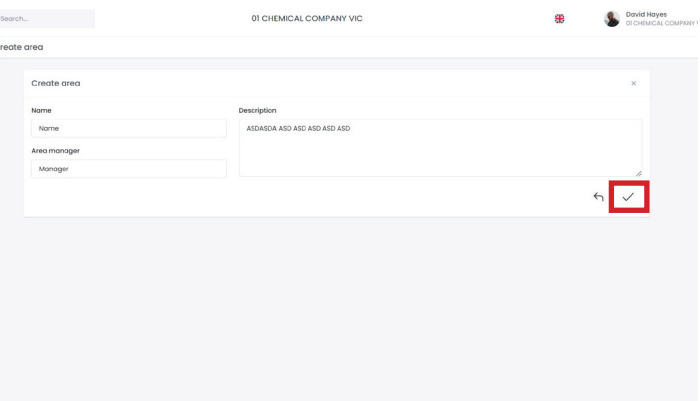 Search...
01 CHEMICAL COMPANY VIC
David Hayes
01 CHEMICAL COMPANY V
reate area
Create area
×
Name
Description
Name
ASDASDA ASD ASD ASD ASD ASD
Area manager
Manager